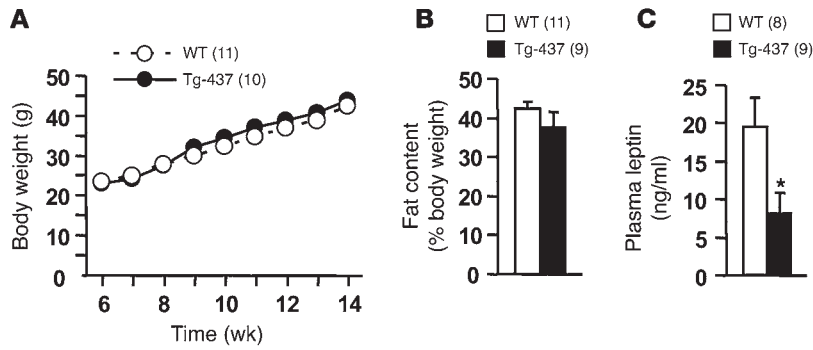 A
WT (11)
Tg-437 (10)
Body weight (g)
50
40
30
20
10
0
6 8 10 12 14
Time (wk)
B
WT (11)
Tg-437 (9)
Fat content
(% body weight)
50
40
30
20
10
0
C
WT (8)
Tg-437 (9)
Plasma leptin
(ng/ml)
25
20
15
10
5
0
*